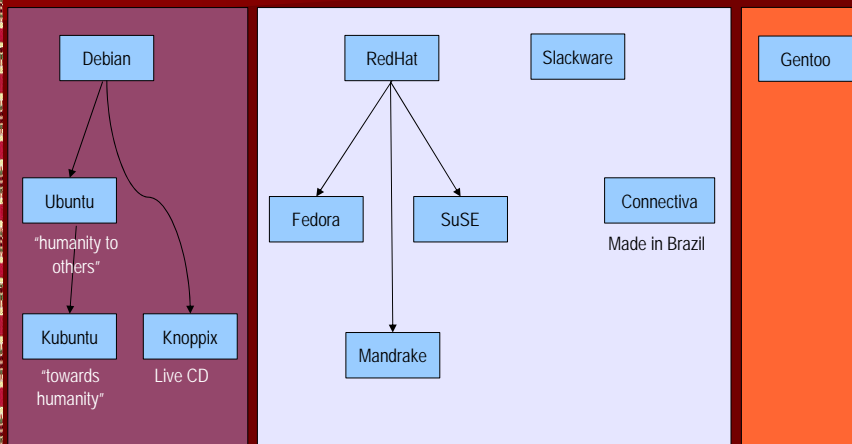 Debian
Ubuntu
“humanity to
others”
Kubuntu
“towards
humanity”
Knoppix
Live CD
RedHat
Slackware
Fedora
SuSE
Connectiva
Made in Brazil
Mandrake
Gentoo